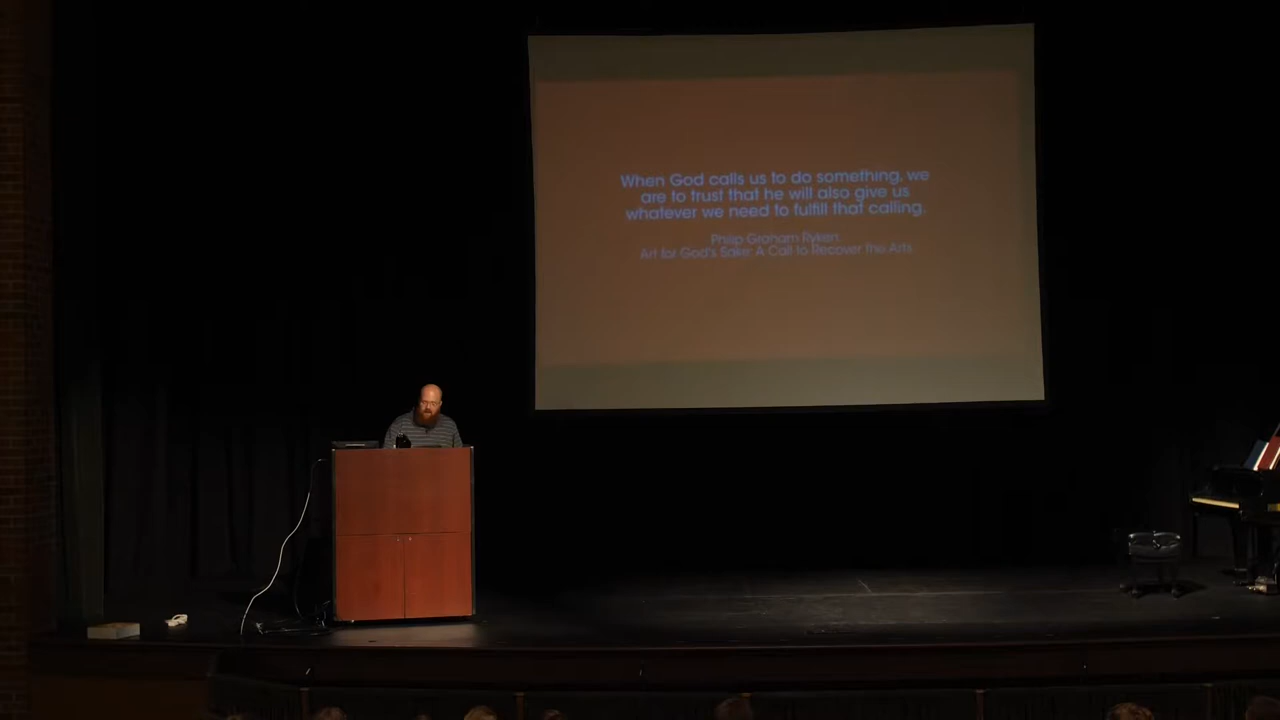 When God calls us to do something, we
are to trust that he will also give us
whatever we need to fulfill that calling.
Philip Graham Ryken
Art for God's Sake: A Call to Recover the Arts